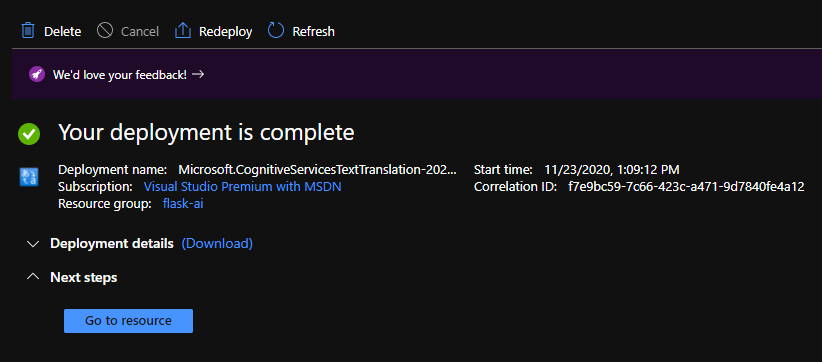 Delete Cancel Redeploy Refresh
We'd love your feedback! →
Your deployment is complete
Deployment name: Microsoft.CognitiveServicesTextTranslation-202... Start time: 11/23/2020, 1:09:12 PM
Subscription: Visual Studio Premium with MSDN Correlation ID: f7e9bc59-7c66-423c-a471-9d7840fe4a12
Resource group: flask-ai
Deployment details (Download)
Next steps
Go to resource